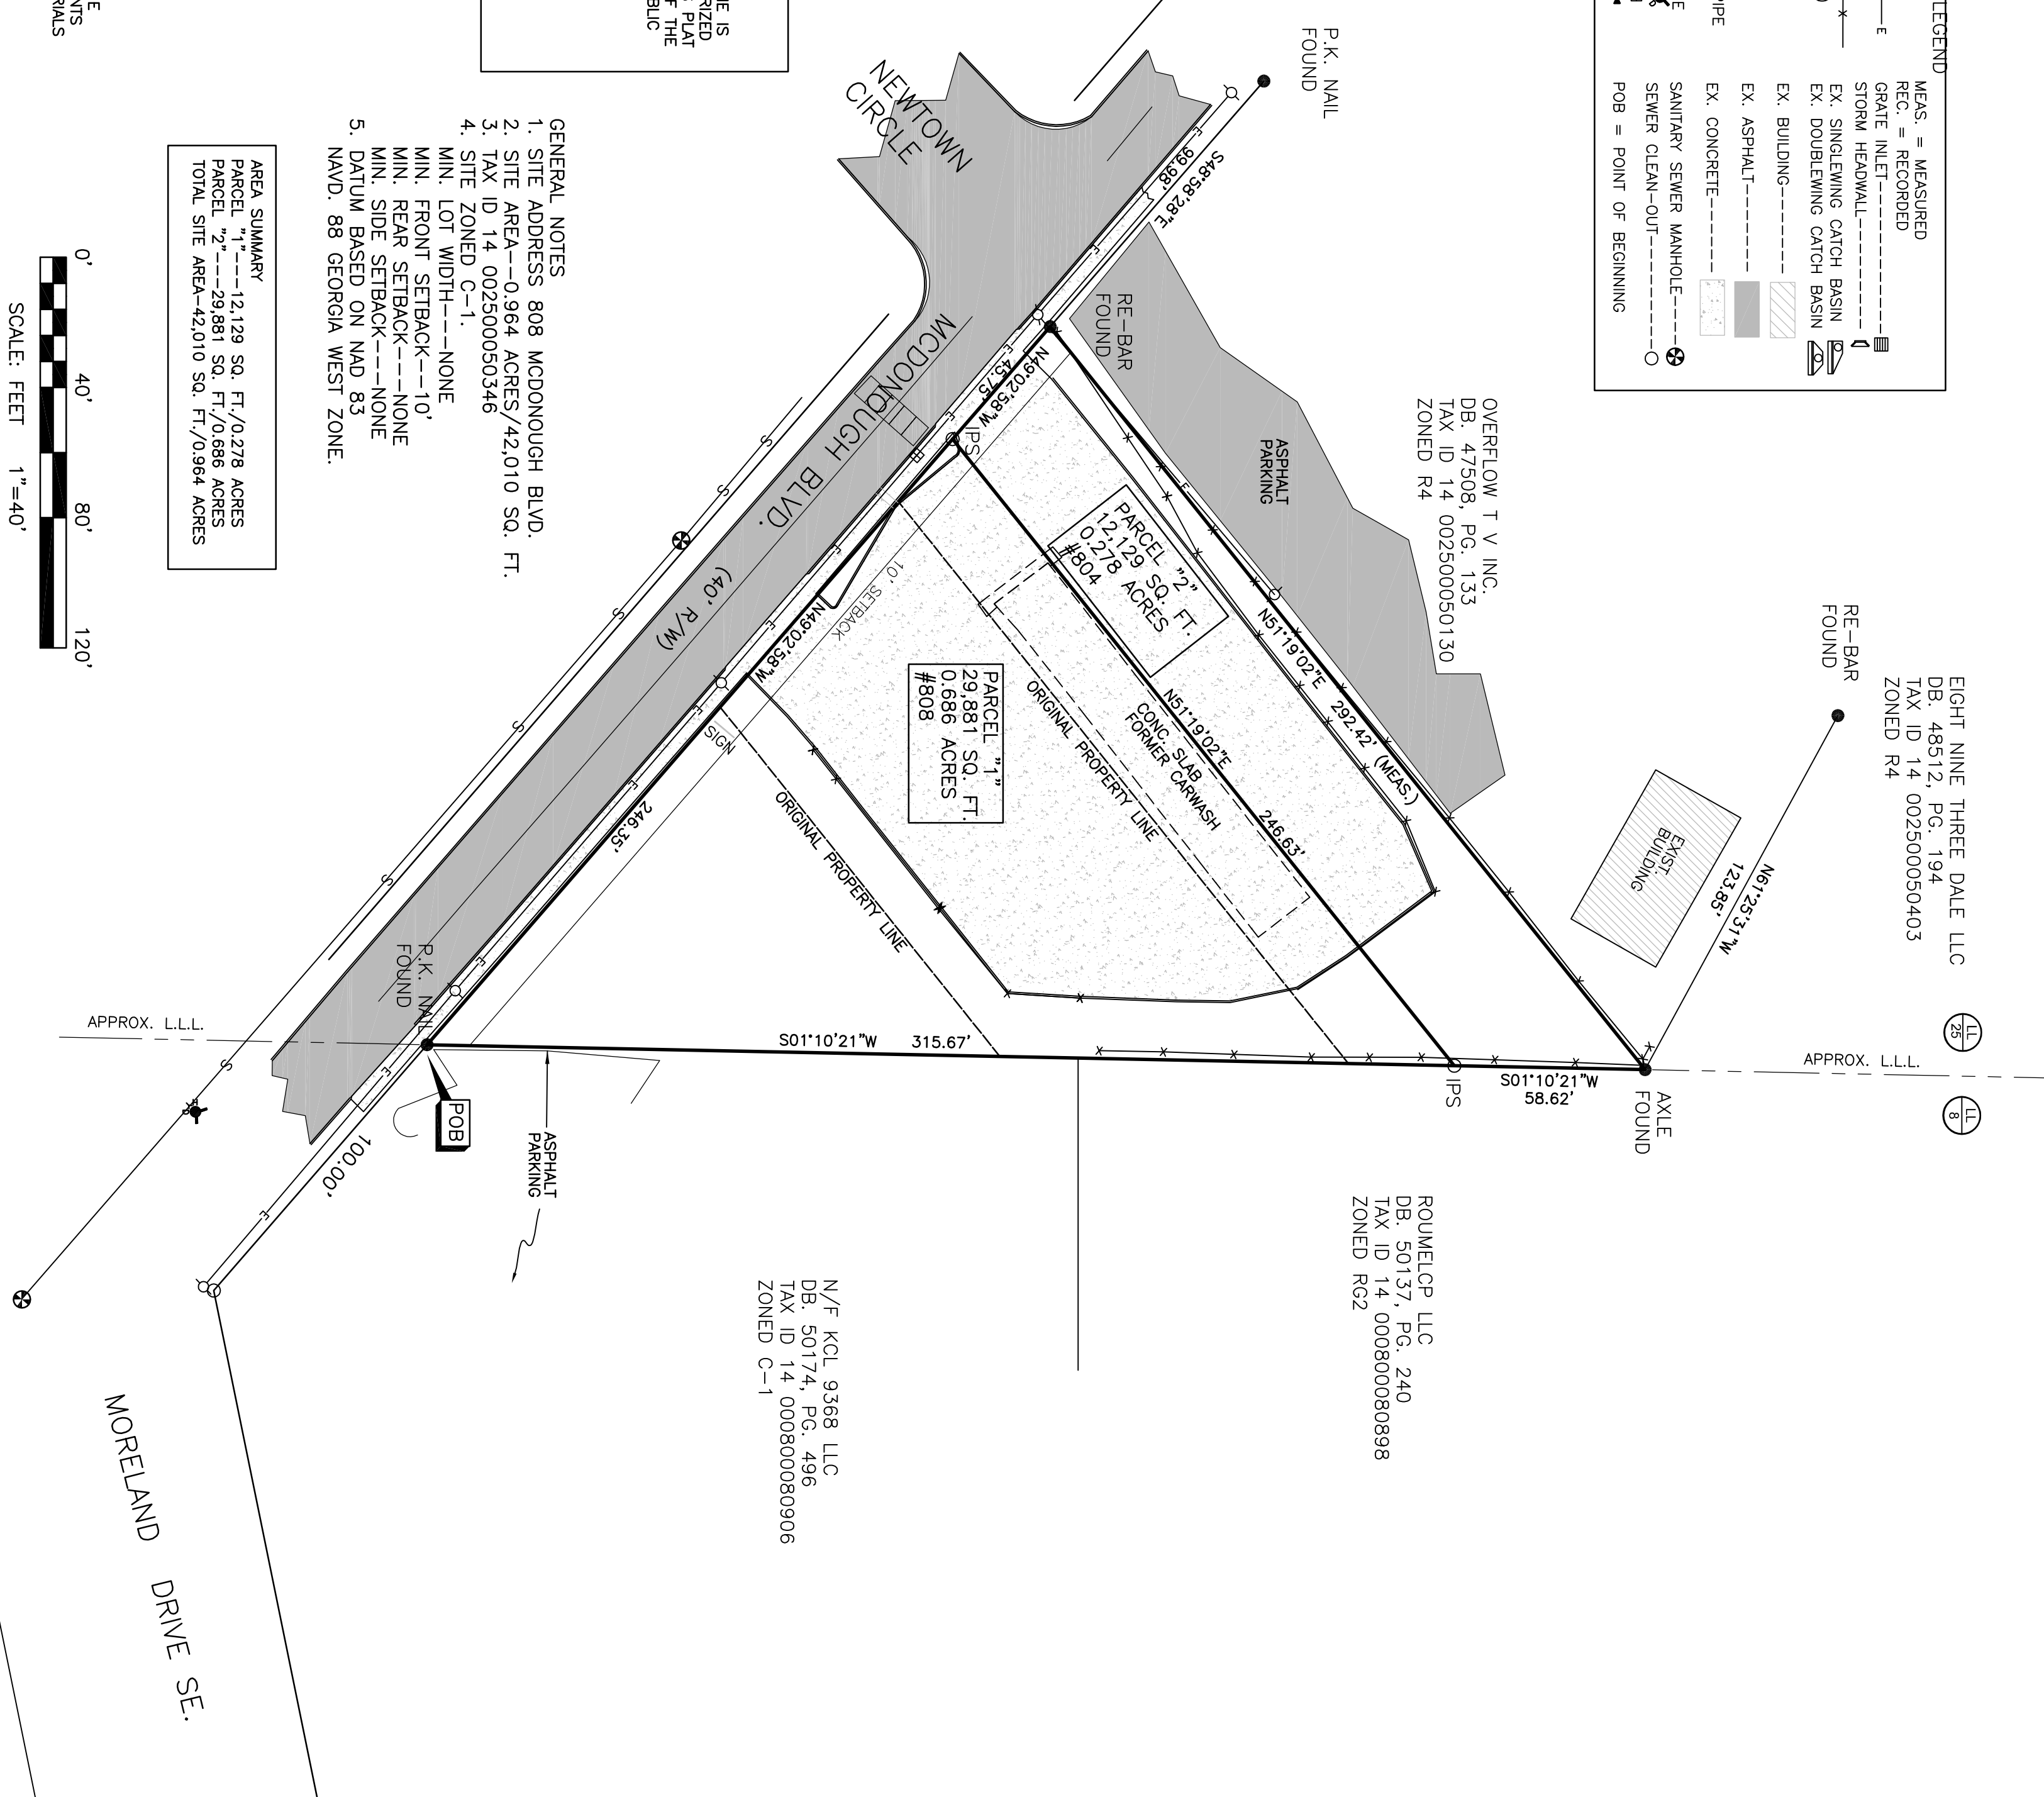 LEGEND
MEAS. = MEASURED
REC. = RECORDED
GRATE INLET
STORM HEADWALL
EX. SINGLEWING CATCH BASIN
EX. DOUBLEWING CATCH BASIN
EX. BUILDING
EX. ASPHALT
EX. CONCRETE
SANITARY SEWER MANHOLE
SEWER CLEAN-OUT
POB = POINT OF BEGINNING
PIPE
EIGHT NINE THREE DALE LLC
DB. 48512, PG. 194
TAX ID 14 002500050403
ZONED R4
LL
25
LL
8
RE-BAR
FOUND
N61°25'31"W
123.85'
EXIST.
BUILDING
APPROX. L.L.L.
AXLE
FOUND
S01°10'21"W
58.62'
IPS
OVERFLOW T V INC.
DB. 47508, PG. 133
TAX ID 14 002500050130
ZONED R4
P.K. NAIL
FOUND
ASPHALT
PARKING
S48°58'28"E
99.98'
RE-BAR
FOUND
N51°19'02"E 292.42' (MEAS.)
N49°02'58"W
45.75'
IPS
PARCEL "2"
12,129 SQ. FT.
0.278 ACRES
#804
N51°19'02"E 246.63'
CONC. SLAB
FORMER CARWASH
ORIGINAL PROPERTY LINE
PARCEL "1"
29,881 SQ. FT.
0.686 ACRES
#808
ORIGINAL PROPERTY LINE
10' SETBACK
N49°02'58"W
246.35'
SIGN
S01°10'21"W 315.67'
NEWTOWN
CIRCLE
MCDONOUGH BLVD.
(40' R/W)
P.K. NAIL
FOUND
POB
APPROX. L.L.L.
ASPHALT
PARKING
100.00'
ROUMELCP LLC
DB. 50137, PG. 240
TAX ID 14 000800080898
ZONED RG2
N/F KCL 9368 LLC
DB. 50174, PG. 496
TAX ID 14 000800080906
ZONED C-1
MORELAND DRIVE SE.
GENERAL NOTES
1. SITE ADDRESS 808 MCDONOUGH BLVD.
2. SITE AREA--0.964 ACRES/42,010 SQ. FT.
3. TAX ID 14 002500050346
4. SITE ZONED C-1.
MIN. LOT WIDTH---NONE
MIN. FRONT SETBACK--10'
MIN. REAR SETBACK---NONE
MIN. SIDE SETBACK---NONE
5. DATUM BASED ON NAD 83
NAVD. 88 GEORGIA WEST ZONE.
AREA SUMMARY
PARCEL "1"---12,129 SQ. FT./0.278 ACRES
PARCEL "2"---29,881 SQ. FT./0.686 ACRES
TOTAL SITE AREA-42,010 SQ. FT./0.964 ACRES
0' 40' 80' 120'
SCALE: FEET 1"=40'
IE IS
RIZED
PLAT
F THE
BLIC
E
NTS
RIALS